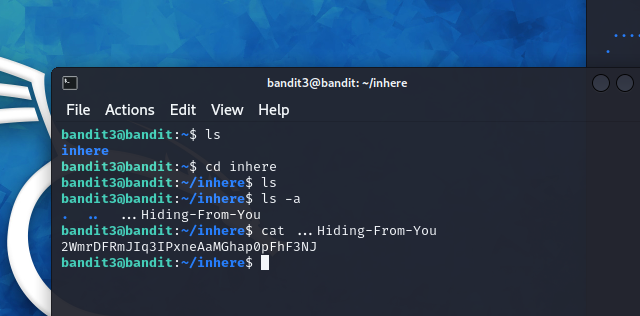 bandit3@bandit: ~/inhere
File Actions Edit View Help
bandit3@bandit:~$ ls
inhere
bandit3@bandit:~$ cd inhere
bandit3@bandit:~/inhere$ ls
bandit3@bandit:~/inhere$ ls -a
. .. ...Hiding-From-You
bandit3@bandit:~/inhere$ cat ...Hiding-From-You
2WmrDFRmJIq3IPxneAaMGhap0pFhF3NJ
bandit3@bandit:~/inhere$